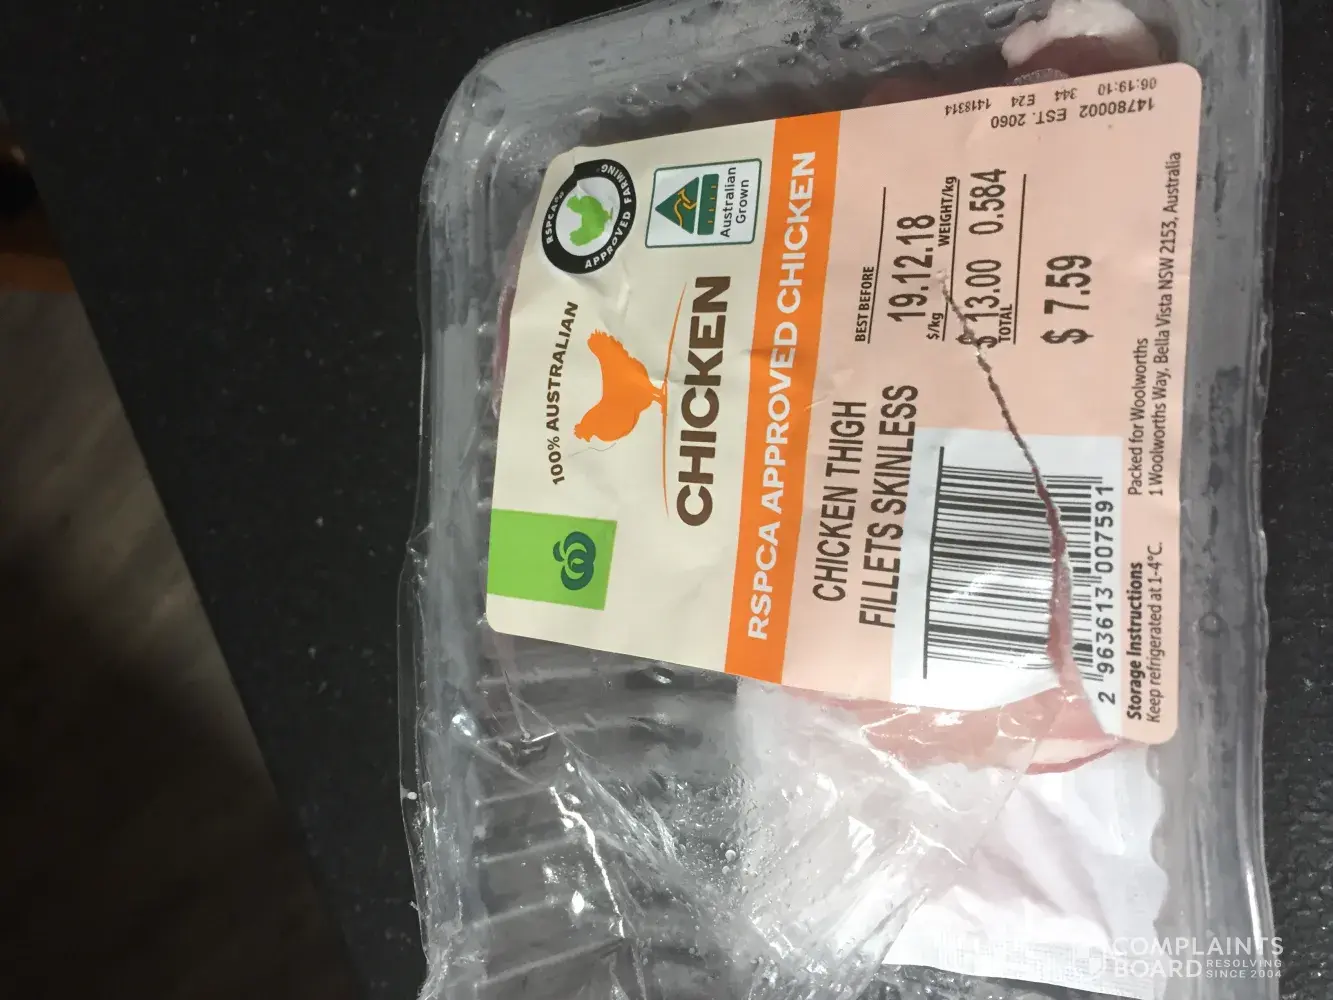 100% AUSTRALIAN
CHICKEN
RSPCA APPROVED FARMING
Australian
Grown
RSPCA APPROVED CHICKEN
CHICKEN THIGH
FILLETS SKINLESS
BEST BEFORE
19.12.18
$/kg WEIGHT/kg
$ 13.00 0.584
TOTAL
$ 7.59
2 963613 007591
Storage Instructions
Keep refrigerated at 1-4°C.
Packed for Woolworths
1 Woolworths Way, Bella Vista NSW 2153, Australia
14780002 EST. 2060
06:19:10 344 E24 1418314
COMPLAINTS
BOARD RESOLVING
SINCE 2004